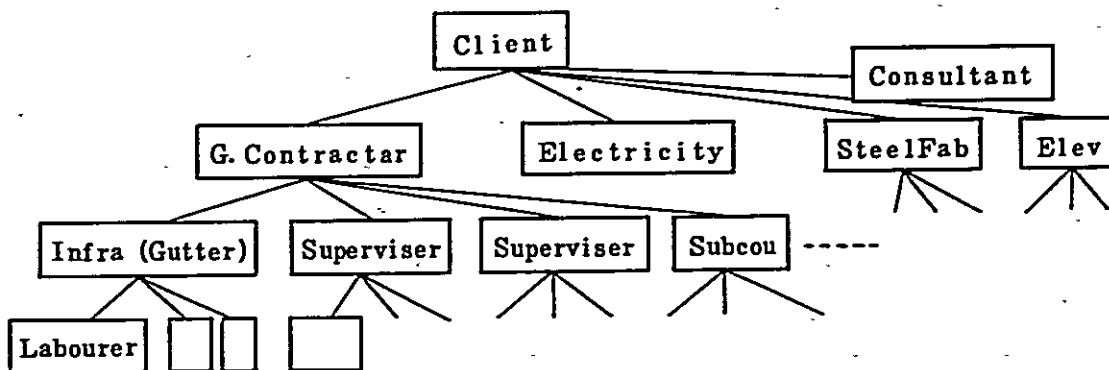 Client
Consultant
G. Contractar
Electricity
SteelFab
Elev
Infra (Gutter)
Superviser
Superviser
Subcou
Labourer